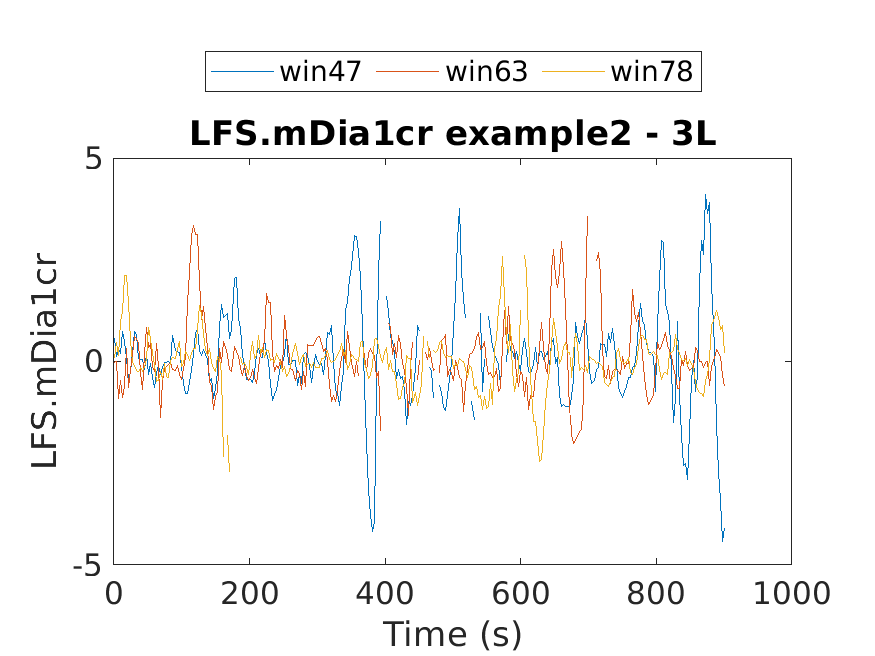 win47 win63 win78
LFS.mDia1cr example2 - 3L
LFS.mDia1cr
5
0
-5
0 200 400 600 800 1000
Time (s)